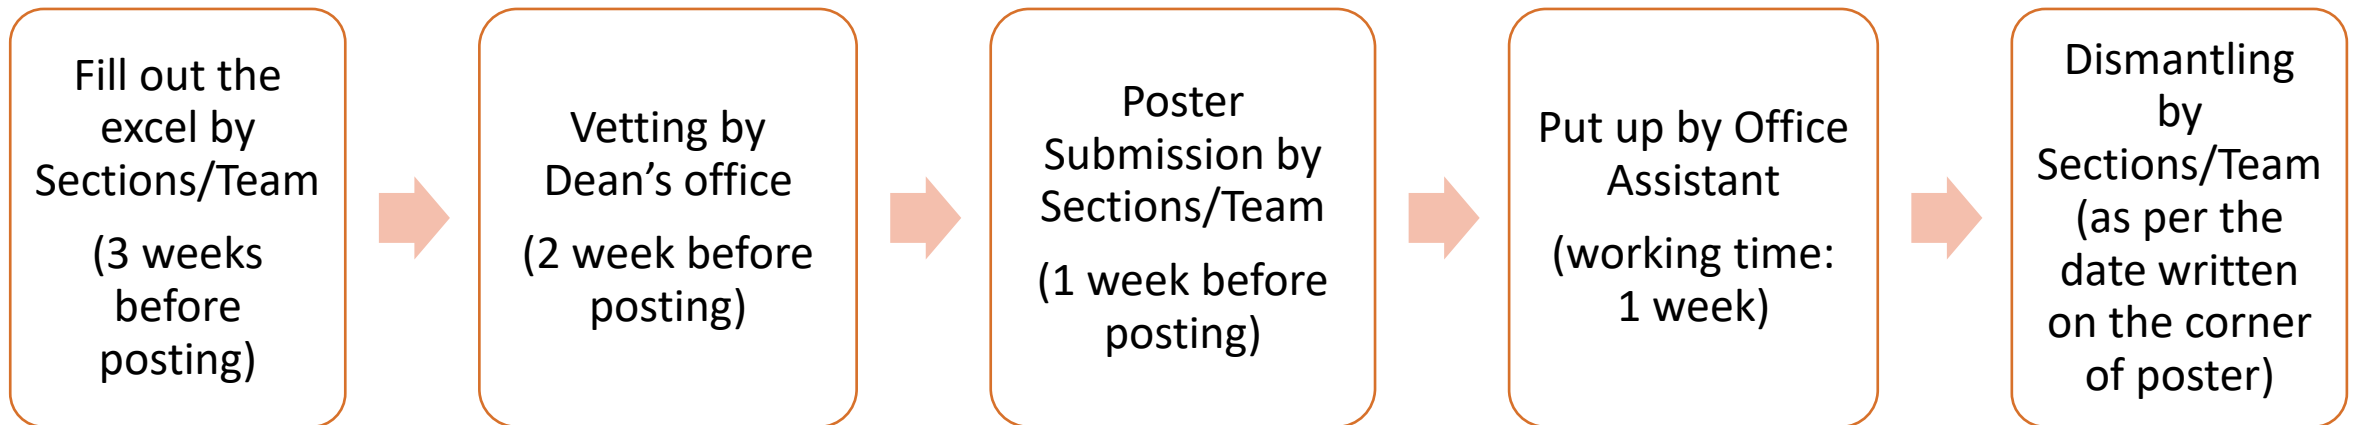 Fill out the
excel by
Sections/Team
(3 weeks
before
posting)
Vetting by
Dean’s office
(2 week before
posting)
Poster
Submission by
Sections/Team
(1 week before
posting)
Put up by Office
Assistant
(working time:
1 week)
Dismantling
by
Sections/Team
(as per the
date written
on the corner
of poster)